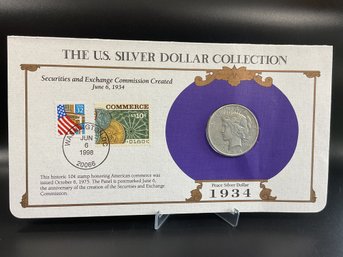 THE U.S. SILVER DOLLAR COLLECTION
Securities and Exchange Commission Created
June 6, 1934
32
COMMERCE
10c
WASHINGTON
JUN
6
1998
20066
This historic 10¢ stamp honoring American commerce was
issued October 6, 1975. The Panel is postmarked June 6,
the anniversary of the creation of the Securities and Exchange
Commission.
Peace Silver Dollar
1934